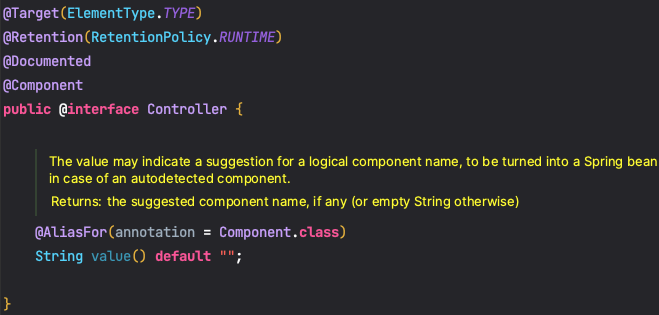 @Target(ElementType.TYPE)
@Retention(RetentionPolicy.RUNTIME)
@Documented
@Component
public @interface Controller {
The value may indicate a suggestion for a logical component name, to be turned into a Spring bean
in case of an autodetected component.
Returns: the suggested component name, if any (or empty String otherwise)
@AliasFor(annotation = Component.class)
String value() default "";
}